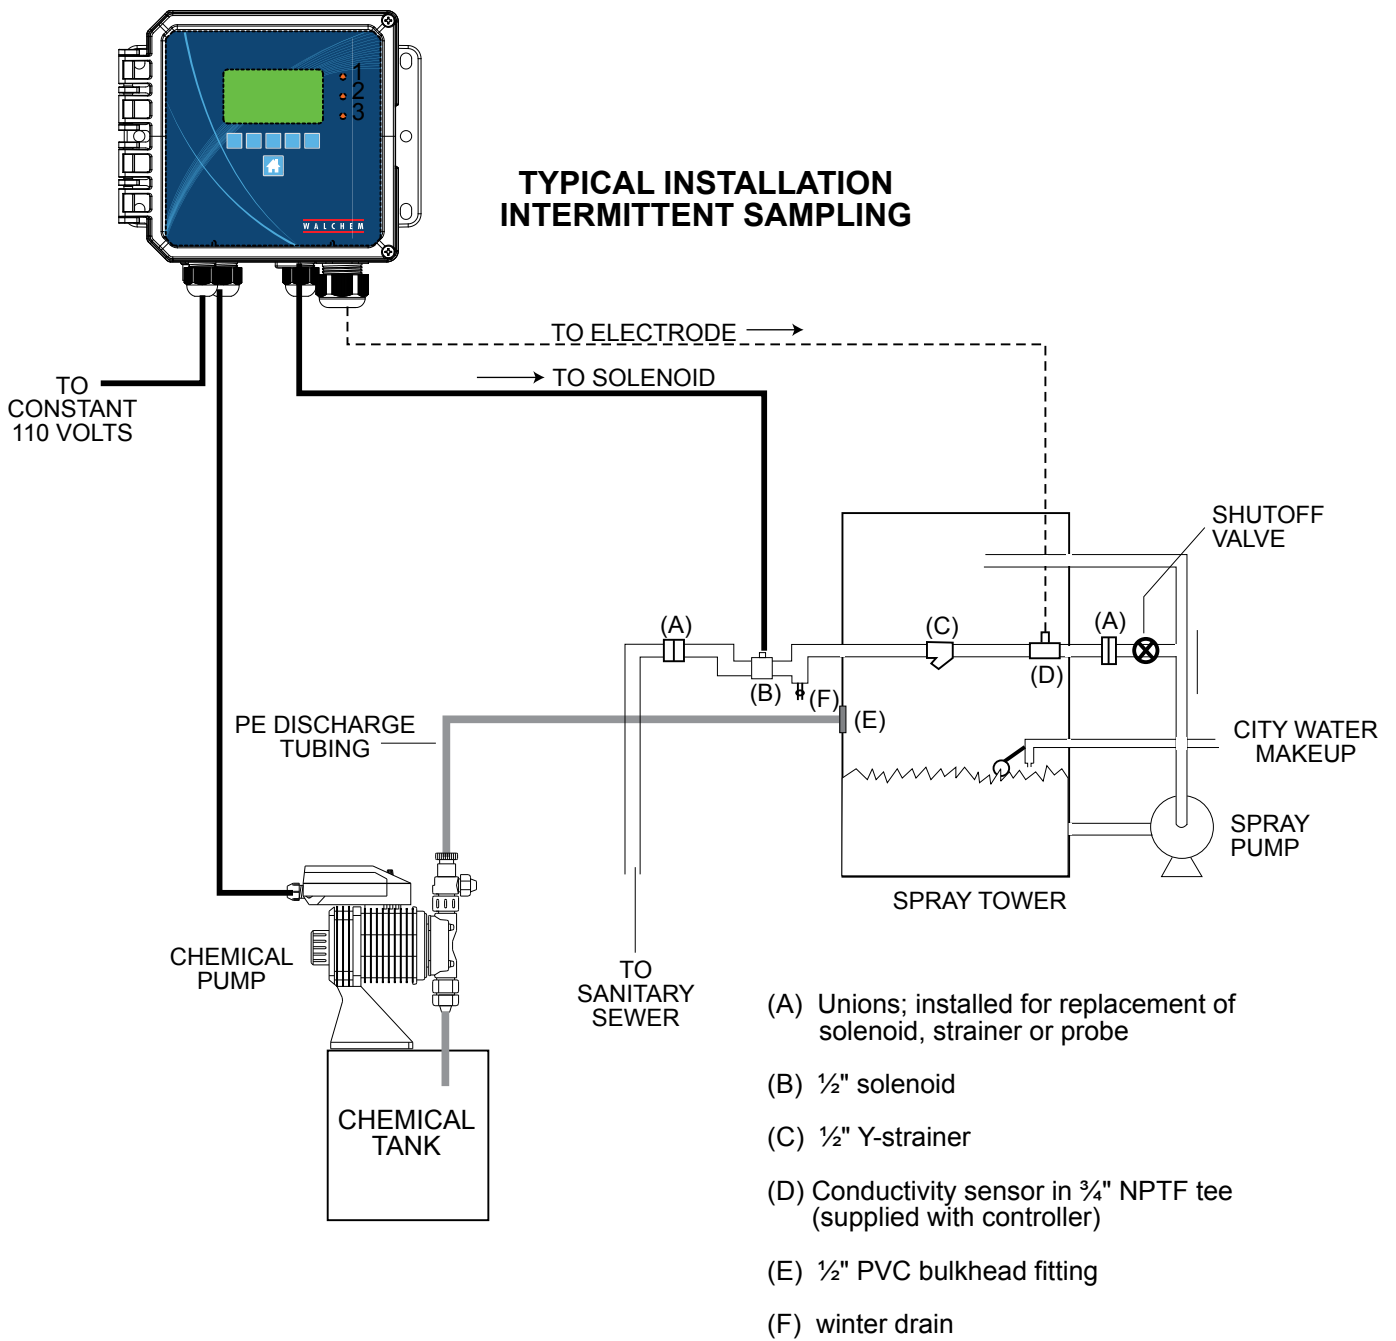 1
2
3
WALCHEM
TYPICAL INSTALLATION
INTERMITTENT SAMPLING
TO ELECTRODE
TO SOLENOID
TO
CONSTANT
110 VOLTS
SHUTOFF
VALVE
(A)
(C)
(A)
(B)
(F)
(D)
(E)
PE DISCHARGE
TUBING
CITY WATER
MAKEUP
SPRAY
PUMP
SPRAY TOWER
CHEMICAL
PUMP
TO
SANITARY
SEWER
CHEMICAL
TANK
(A) Unions; installed for replacement of
solenoid, strainer or probe
(B) ½" solenoid
(C) ½" Y-strainer
(D) Conductivity sensor in ¾" NPTF tee
(supplied with controller)
(E) ½" PVC bulkhead fitting
(F) winter drain